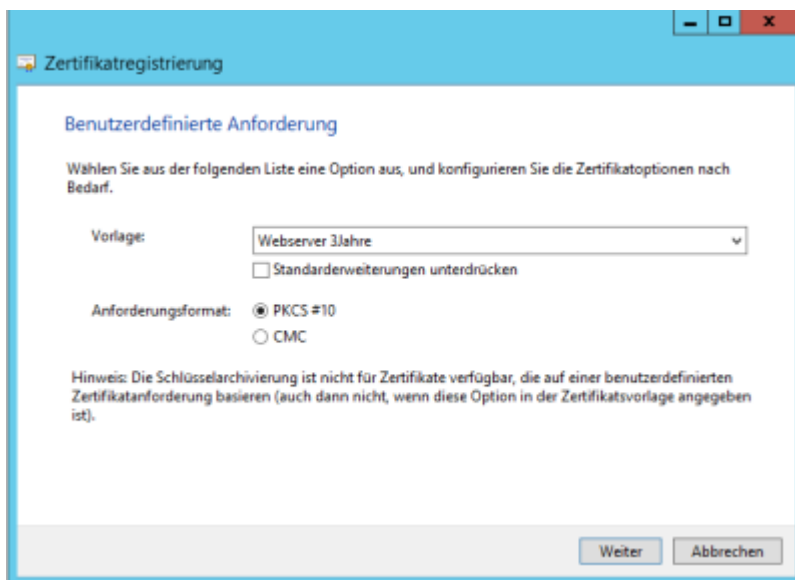 Zertifikatregistrierung
Benutzerdefinierte Anforderung
Wählen Sie aus der folgenden Liste eine Option aus, und konfigurieren Sie die Zertifikatoptionen nach
Bedarf.
Vorlage: Webserver 3Jahre
Standarderweiterungen unterdrücken
Anforderungsformat: PKCS #10
CMC
Hinweis: Die Schlüsselarchivierung ist nicht für Zertifikate verfügbar, die auf einer benutzerdefinierten
Zertifikatanforderung basieren (auch dann nicht, wenn diese Option in der Zertifikatsvorlage angegeben
ist).
Weiter Abbrechen